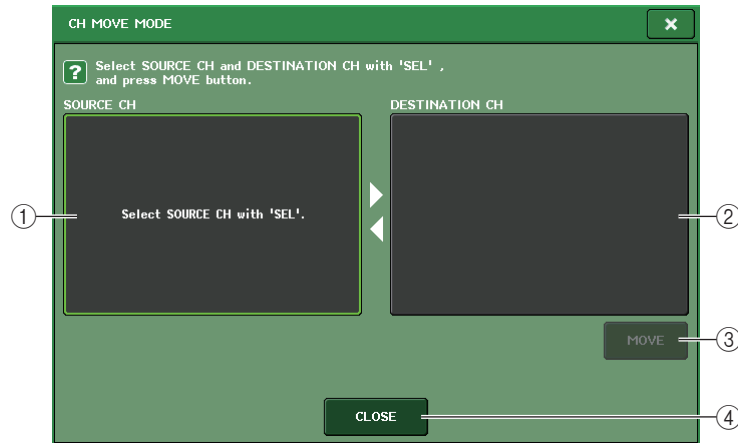 CH MOVE MODE
×
? Select SOURCE CH and DESTINATION CH with 'SEL' ,
and press MOVE button.
SOURCE CH
DESTINATION CH
Select SOURCE CH with 'SEL'.
1
2
MOVE
3
CLOSE
4